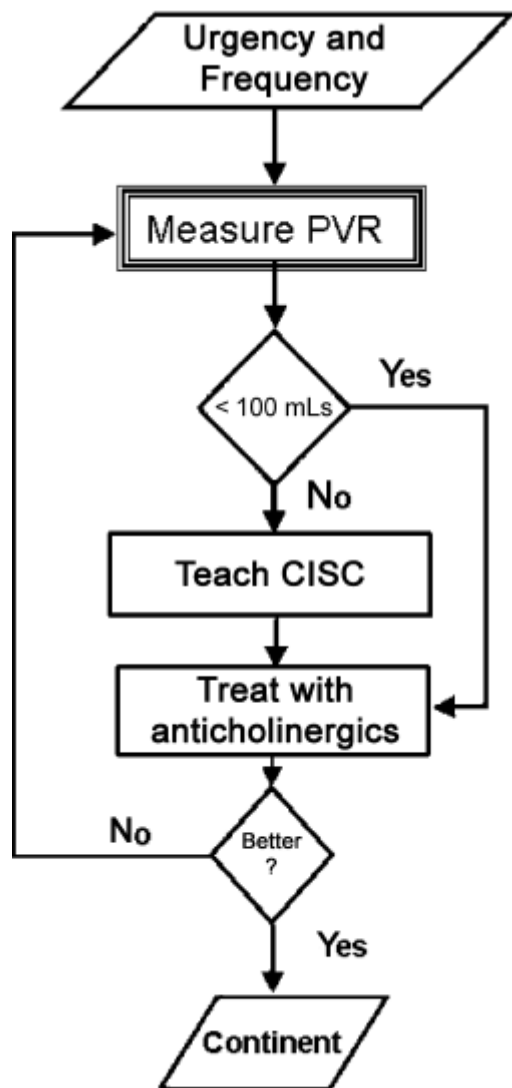 Urgency and
Frequency
Measure PVR
< 100 mLs
Yes
No
Teach CISC
Treat with
anticholinergics
Better
?
No
Yes
Continent